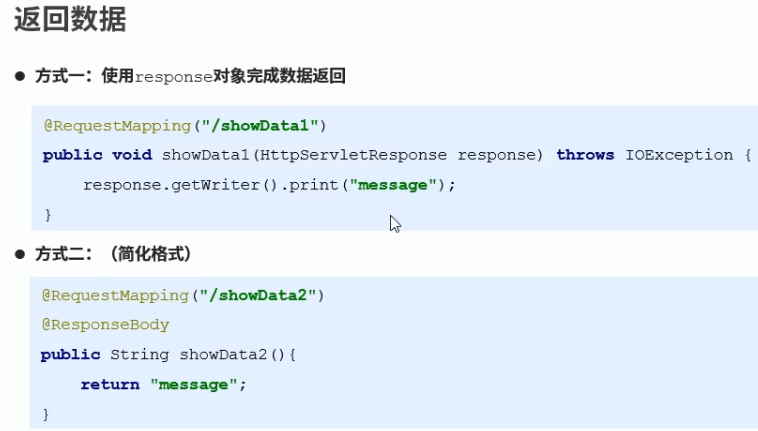 返回数据
● 方式一：使用response对象完成数据返回
@RequestMapping("/showData1")
public void showData1(HttpServletResponse response) throws IOException {
    response.getWriter().print("message");
}
● 方式二：（简化格式）
@RequestMapping("/showData2")
@ResponseBody
public String showData2(){
    return "message";
}